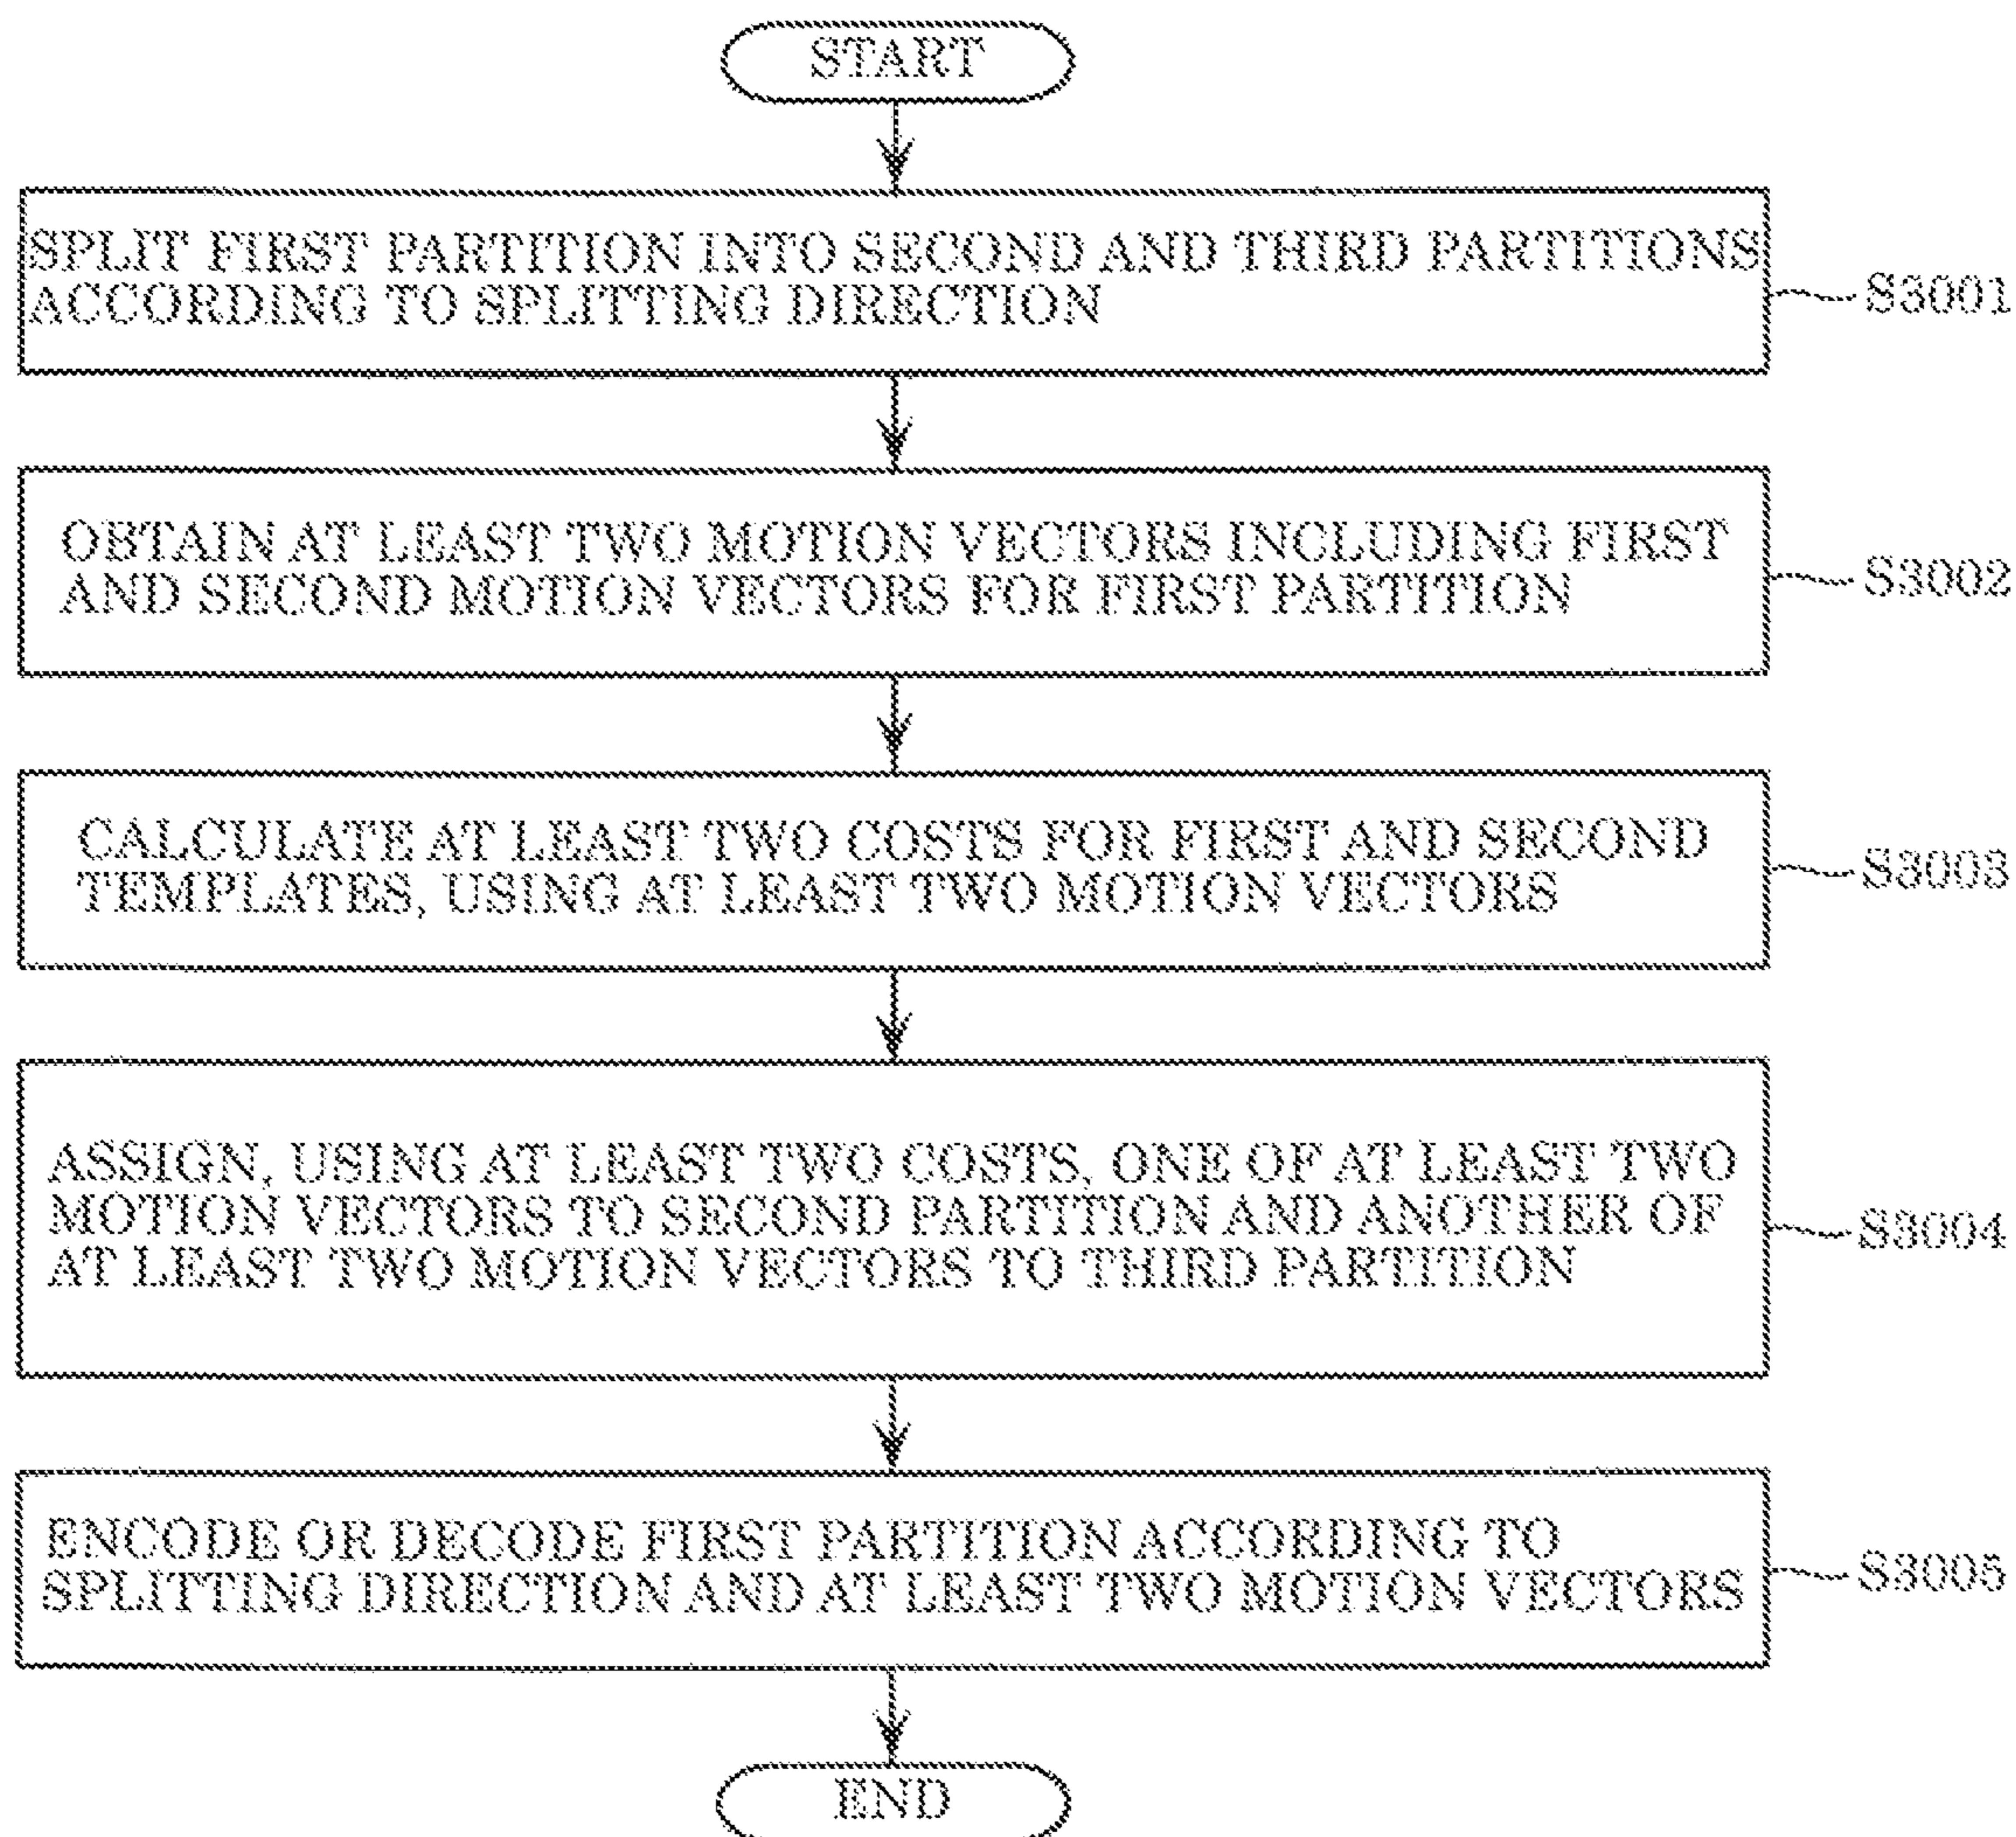 START
SPLIT FIRST PARTITION INTO SECOND AND THIRD PARTITIONS
ACCORDING TO SPLITTING DIRECTION
S3001
OBTAIN AT LEAST TWO MOTION VECTORS INCLUDING FIRST
AND SECOND MOTION VECTORS FOR FIRST PARTITION
S3002
CALCULATE AT LEAST TWO COSTS FOR FIRST AND SECOND
TEMPLATES, USING AT LEAST TWO MOTION VECTORS
S3003
ASSIGN, USING AT LEAST TWO COSTS, ONE OF AT LEAST TWO
MOTION VECTORS TO SECOND PARTITION AND ANOTHER OF
AT LEAST TWO MOTION VECTORS TO THIRD PARTITION
S3004
ENCODE OR DECODE FIRST PARTITION ACCORDING TO
SPLITTING DIRECTION AND AT LEAST TWO MOTION VECTORS
S3005
END